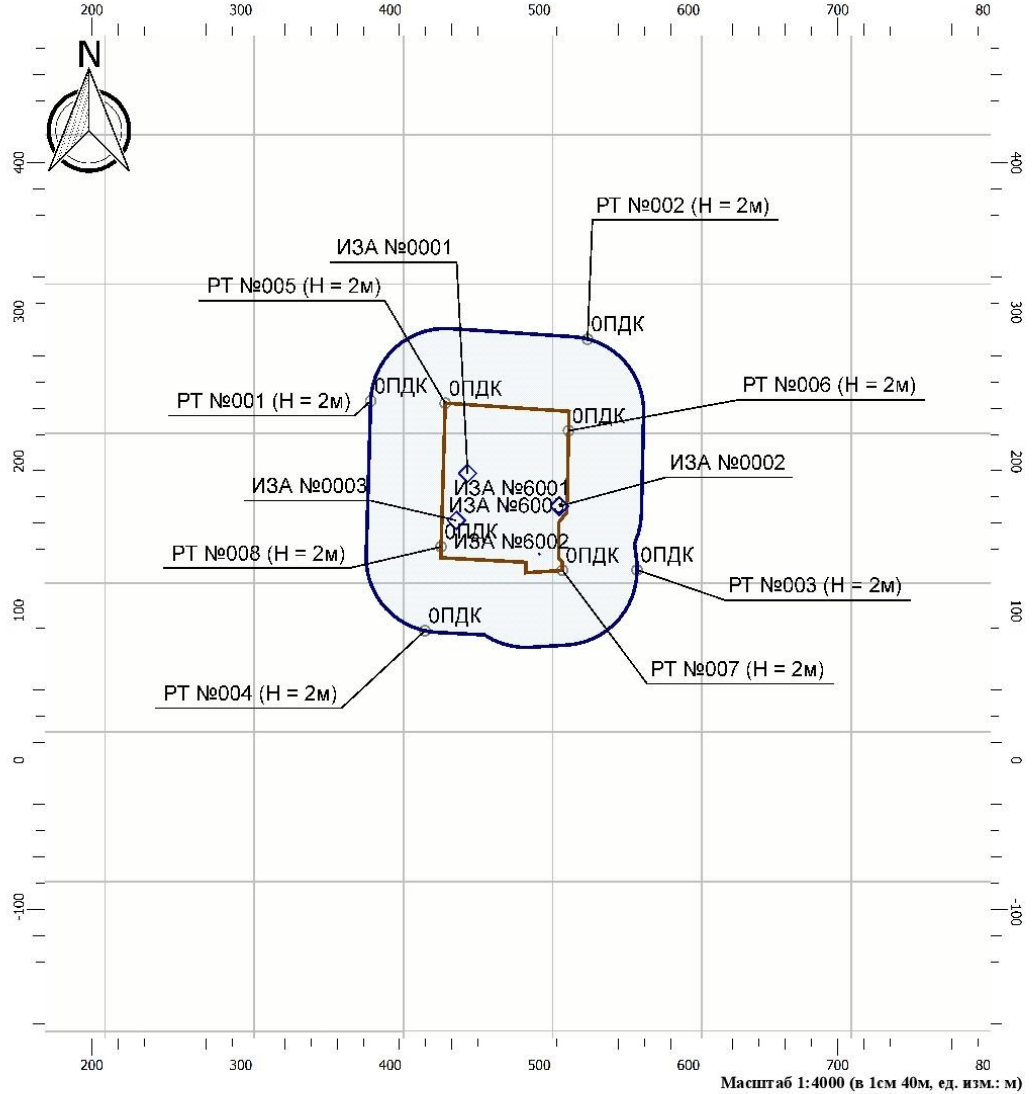 200 300 400 500 600 700 80
N
400
400
РТ №002 (Н = 2м)
ИЗА №0001
РТ №005 (Н = 2м)
300
300
0ПДК
0ПДК
0ПДК
РТ №006 (Н = 2м)
РТ №001 (Н = 2м)
0ПДК
200
200
ИЗА №0002
ИЗА №0003
ИЗА №6001
ИЗА №600
0ПДК
ИЗА №6002
РТ №008 (Н = 2м)
0ПДК
0ПДК
РТ №003 (Н = 2м)
100
100
0ПДК
РТ №007 (Н = 2м)
РТ №004 (Н = 2м)
0
0
-100
-100
200 300 400 500 600 700 80
Масштаб 1:4000 (в 1см 40м, ед. изм.: м)